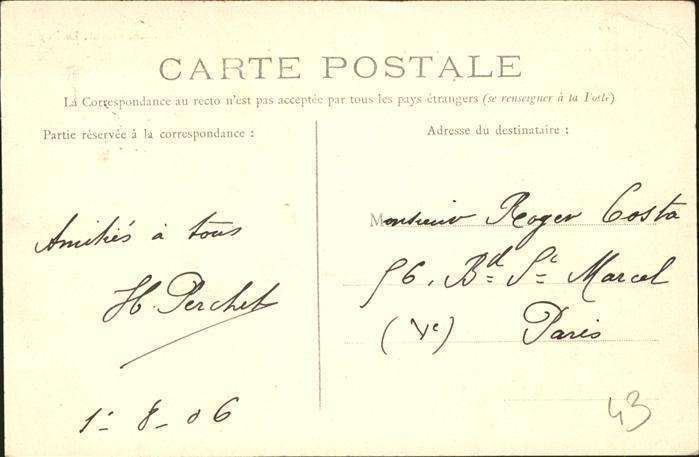 CARTE POSTALE
La Correspondance au recto n'est pas acceptée par tous les pays étrangers (se renseigner à la Poste)
Partie réservée à la correspondance :
Amitiés à tous
H. Perchet
1- 8 - 06
Adresse du destinataire :
Monsieur Roger Costa
56, Bd St Marcel
(Ve) Paris
43